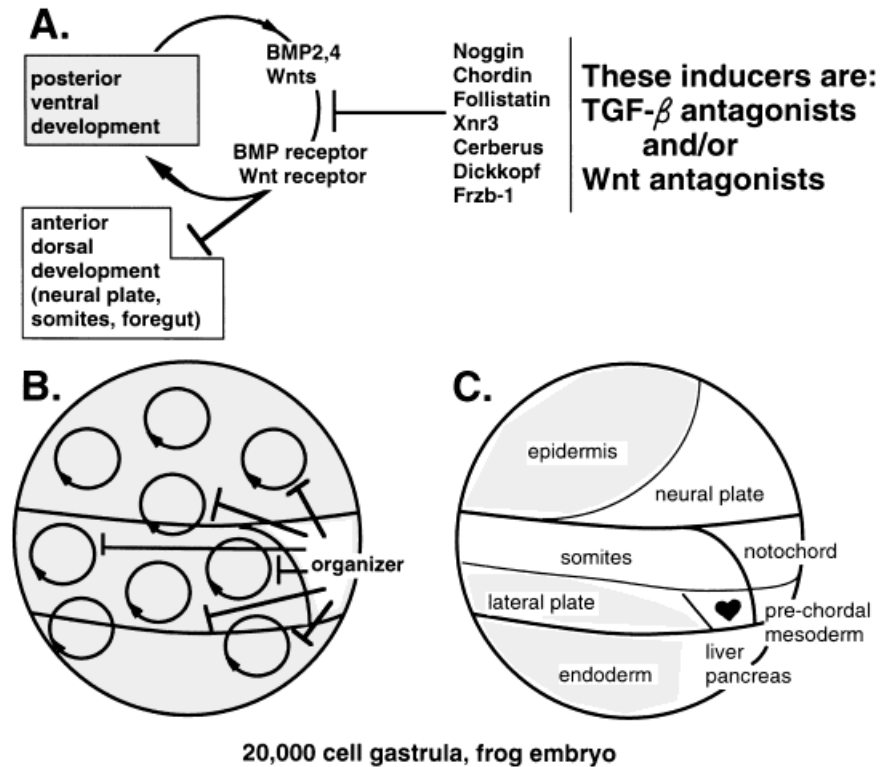 A.
BMP2,4
Wnts
posterior
ventral
development
BMP receptor
Wnt receptor
Noggin
Chordin
Follistatin
Xnr3
Cerberus
Dickkopf
Frzb-1
These inducers are:
TGF-β antagonists
and/or
Wnt antagonists
anterior
dorsal
development
(neural plate,
somites, foregut)
B.
organizer
C.
epidermis
neural plate
somites
notochord
lateral plate
pre-chordal
mesoderm
liver
pancreas
endoderm
20,000 cell gastrula, frog embryo